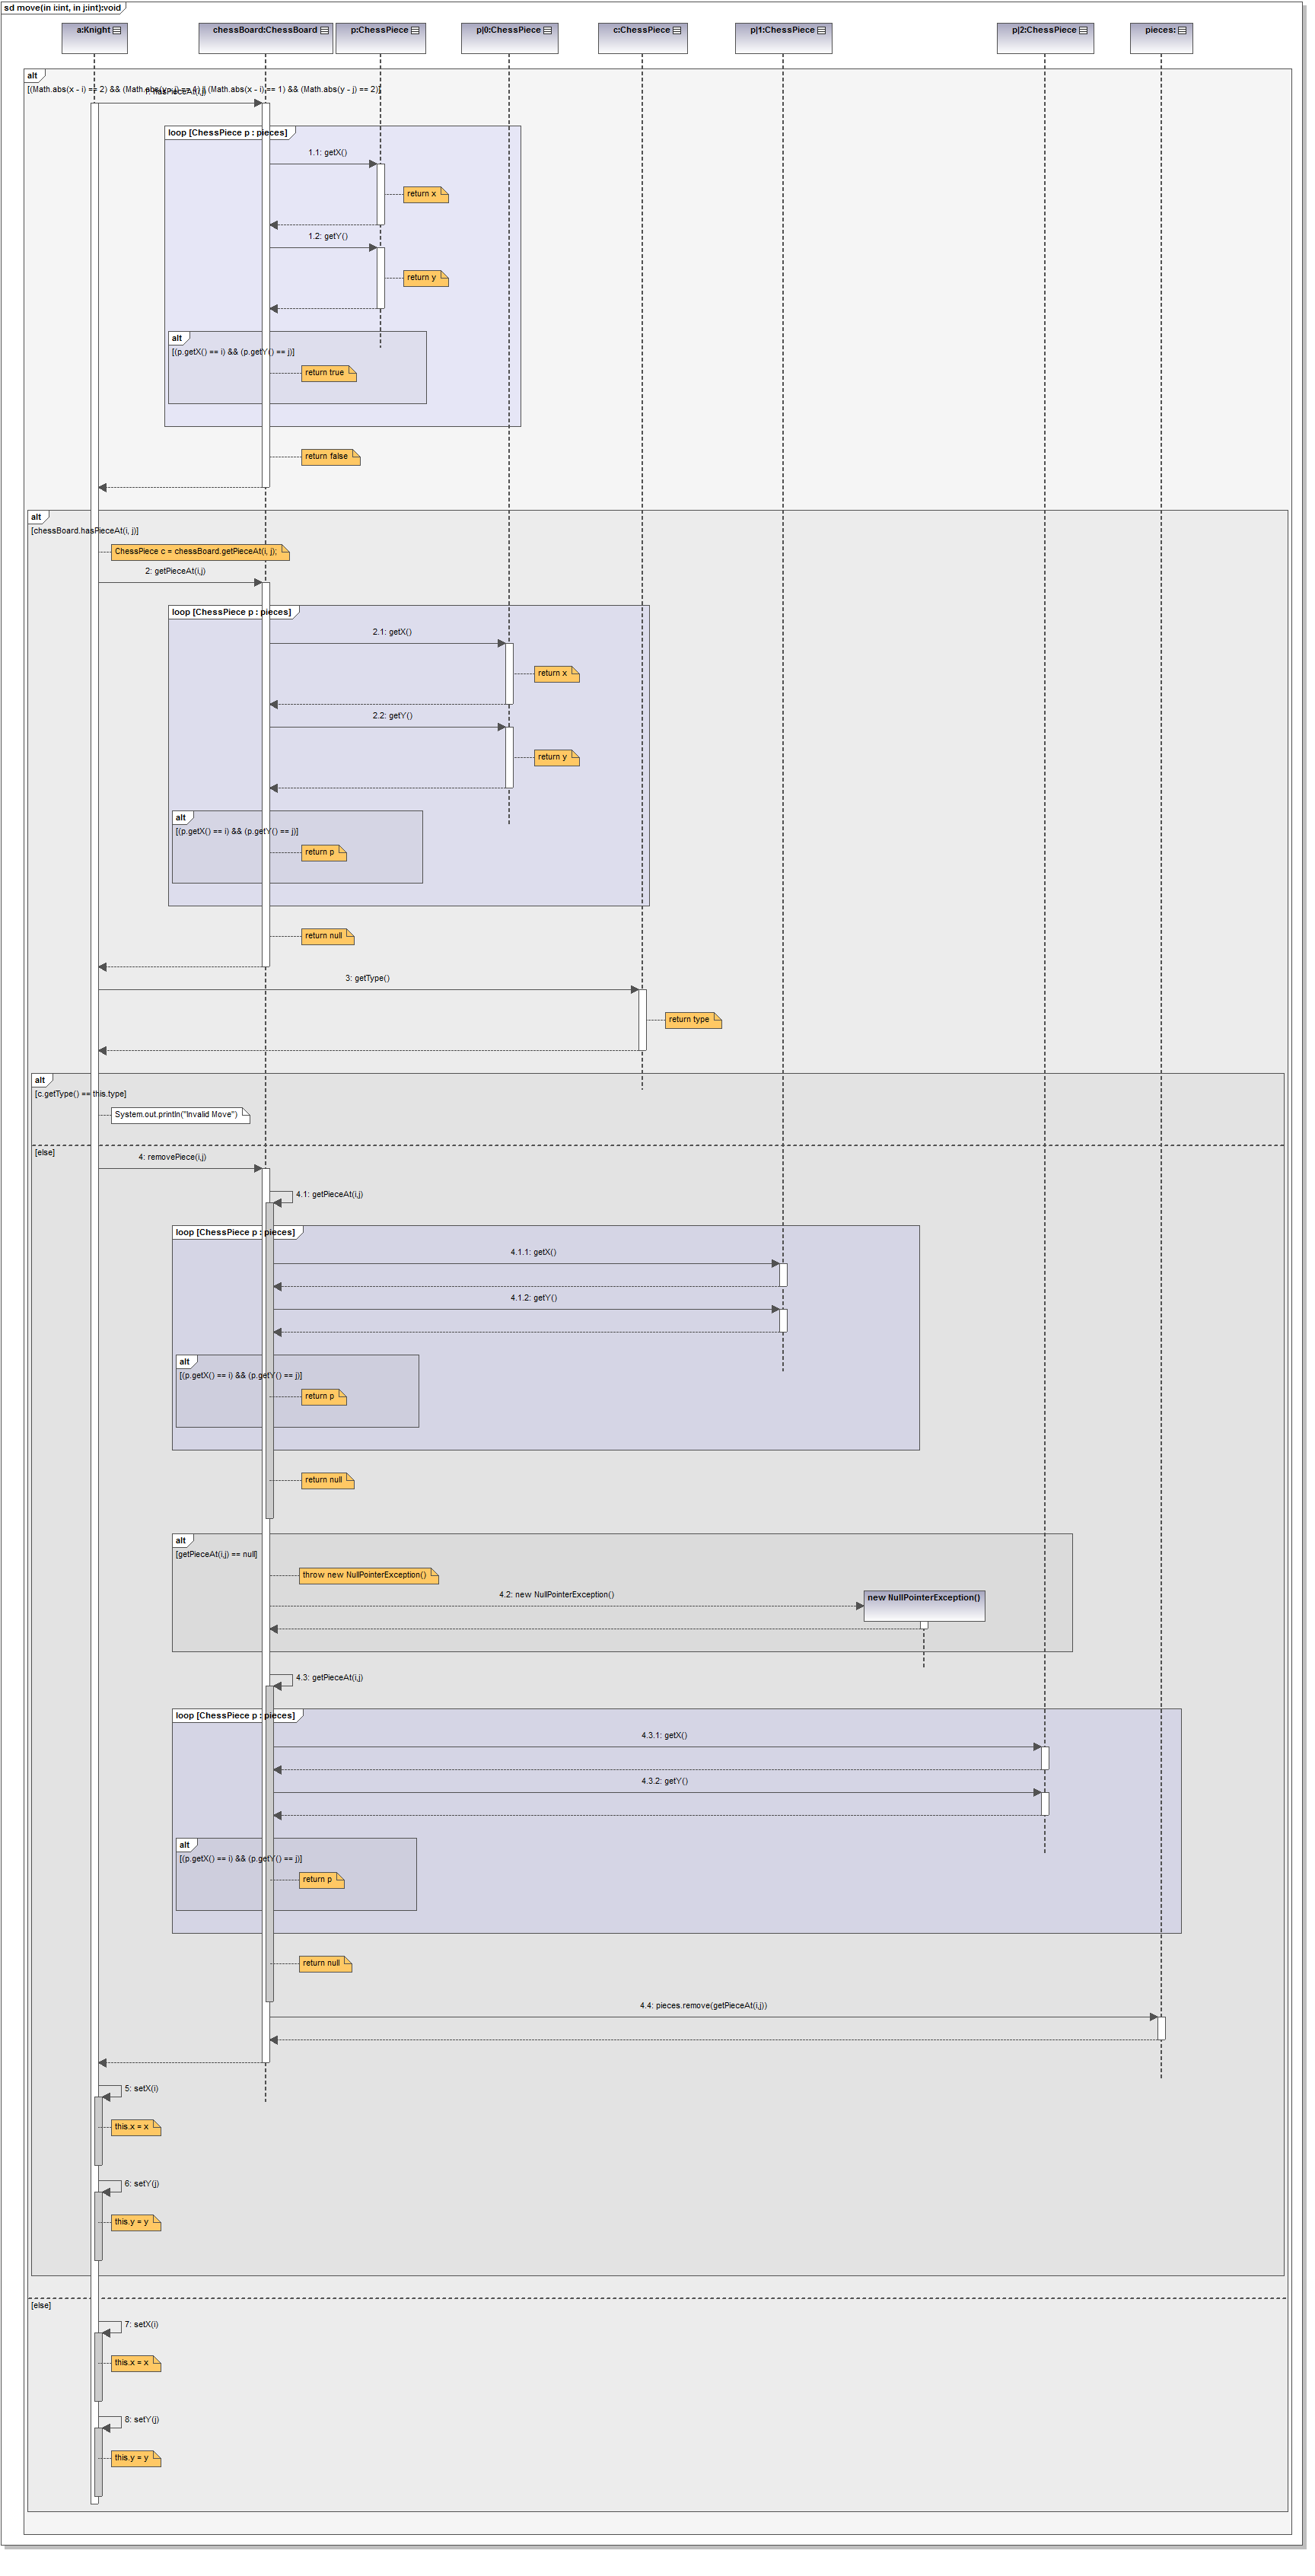 sd move(in i:int, in j:int):void
a:Knight
chessBoard:ChessBoard
p:ChessPiece
p|0:ChessPiece
c:ChessPiece
p|1:ChessPiece
p|2:ChessPiece
pieces:
alt
[(Math.abs(x - i) == 2) && (Math.abs(y - j) == 1) || (Math.abs(x - i) == 1) && (Math.abs(y - j) == 2)]
1: hasPieceAt(i,j)
loop [ChessPiece p : pieces]
1.1: getX()
return x
1.2: getY()
return y
alt
[(p.getX() == i) && (p.getY() == j)]
return true
return false
alt
[chessBoard.hasPieceAt(i, j)]
ChessPiece c = chessBoard.getPieceAt(i, j);
2: getPieceAt(i,j)
loop [ChessPiece p : pieces]
2.1: getX()
return x
2.2: getY()
return y
alt
[(p.getX() == i) && (p.getY() == j)]
return p
return null
3: getType()
return type
alt
[c.getType() == this.type]
System.out.println("Invalid Move")
[else]
4: removePiece(i,j)
4.1: getPieceAt(i,j)
loop [ChessPiece p : pieces]
4.1.1: getX()
4.1.2: getY()
alt
[(p.getX() == i) && (p.getY() == j)]
return p
return null
alt
[getPieceAt(i,j) == null]
throw new NullPointerException()
4.2: new NullPointerException()
new NullPointerException()
4.3: getPieceAt(i,j)
loop [ChessPiece p : pieces]
4.3.1: getX()
4.3.2: getY()
alt
[(p.getX() == i) && (p.getY() == j)]
return p
return null
4.4: pieces.remove(getPieceAt(i,j))
5: setX(i)
this.x = x
6: setY(j)
this.y = y
[else]
7: setX(i)
this.x = x
8: setY(j)
this.y = y